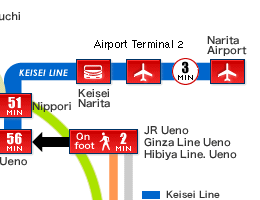 uchi
Airport Terminal 2
Narita
Airport
3
MIN
KEISEI LINE
Keisei
Narita
51
MIN
Nippori
56
MIN
Ueno
On
foot
2
MIN
JR Ueno
Ginza Line Ueno
Hibiya Line. Ueno
Keisei Line